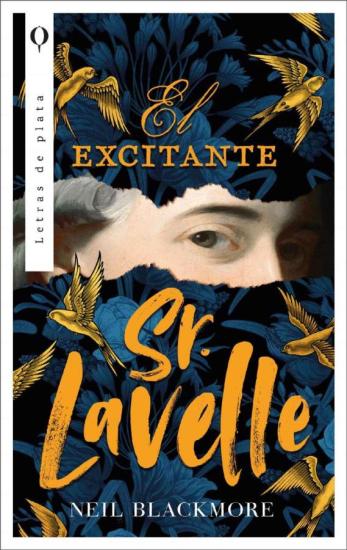 Letras de plata
El
EXCITANTE
Sr.
Lavelle
NEIL BLACKMORE